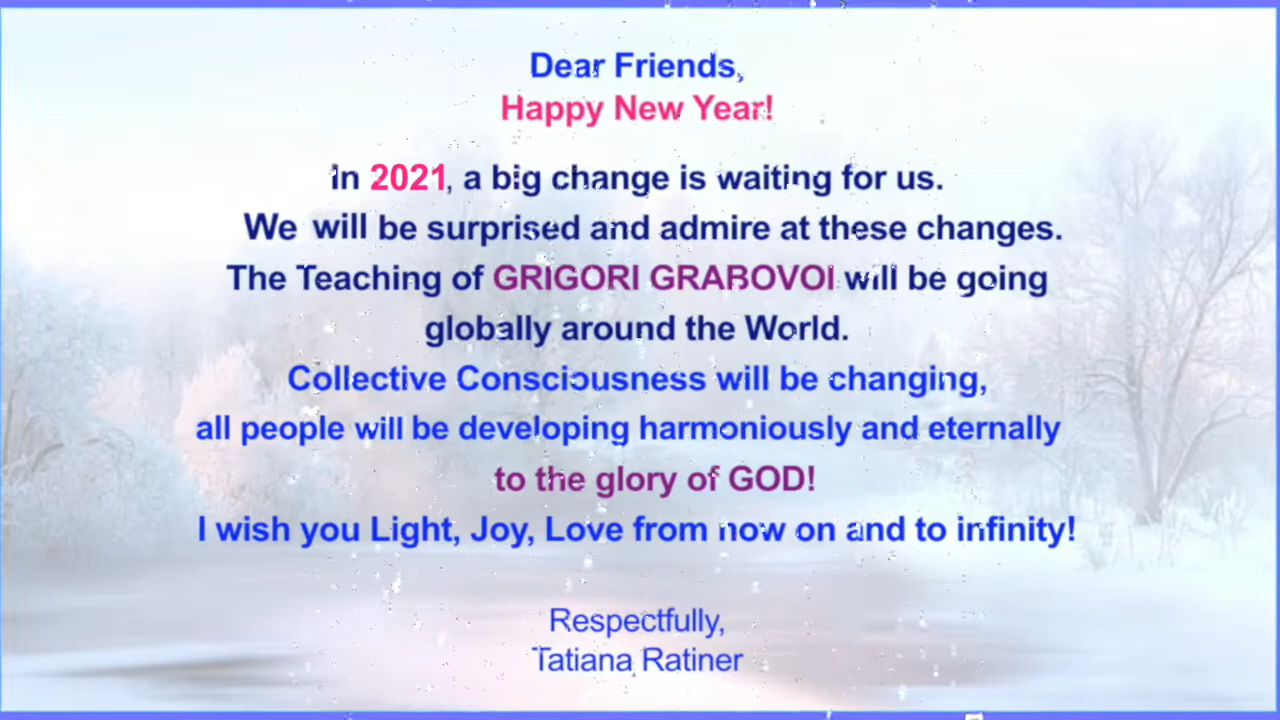 Dear Friends,
Happy New Year!
In 2021, a big change is waiting for us.
We will be surprised and admire at these changes.
The Teaching of GRIGORI GRABOVOI will be going
globally around the World.
Collective Consciousness will be changing,
all people will be developing harmoniously and eternally
to the glory of GOD!
I wish you Light, Joy, Love from now on and to infinity!
Respectfully,
Tatiana Ratiner